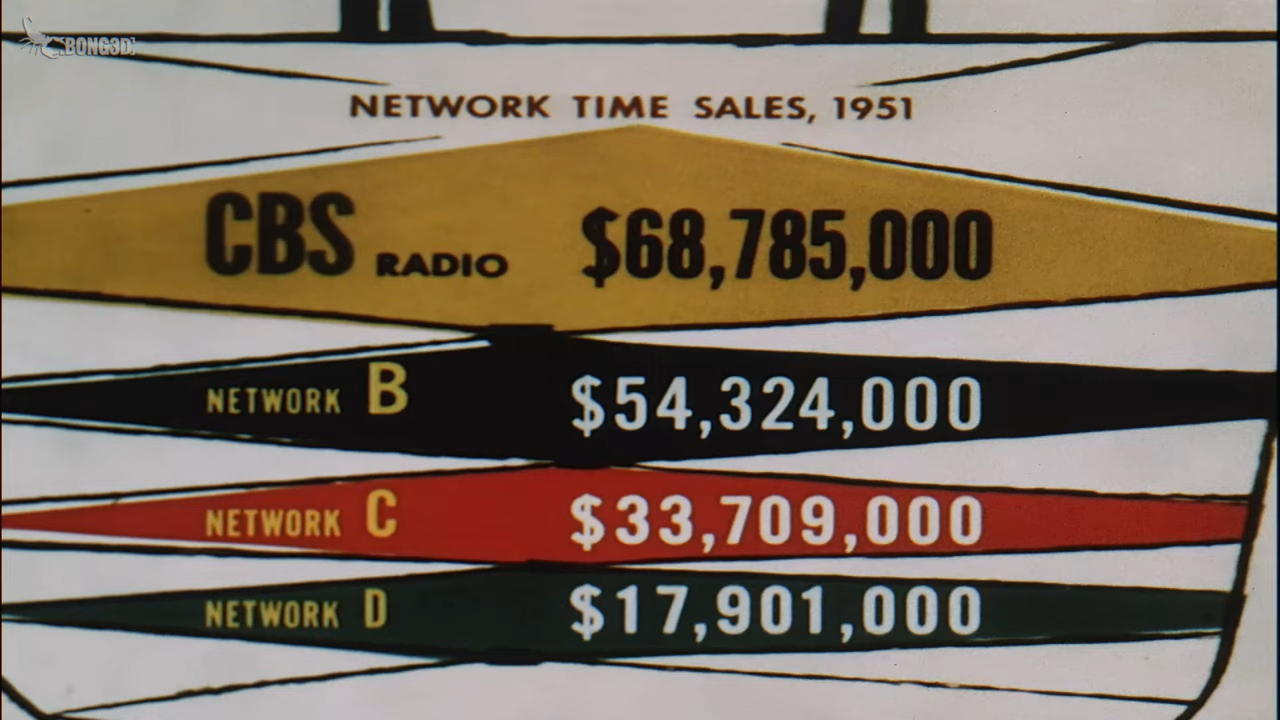 [BONG3D]
NETWORK TIME SALES, 1951
CBS RADIO $68,785,000
NETWORK B $54,324,000
NETWORK C $33,709,000
NETWORK D $17,901,000